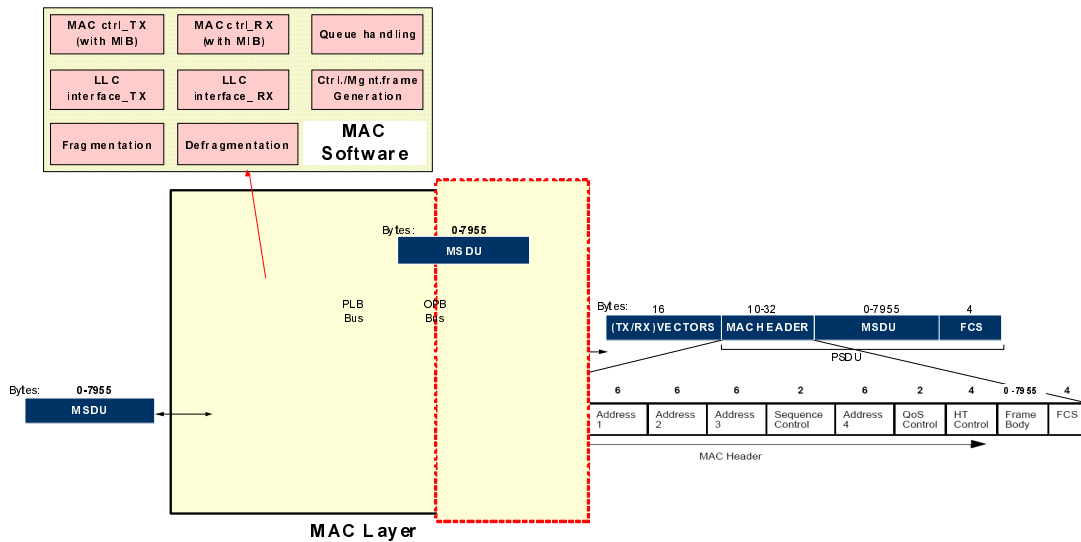 MAC ctrl_TX
(with MIB)
MAC ctrl_RX
(with MIB)
Queue handling
LLC
interface_TX
LLC
interface_RX
Ctrl./Mgnt.frame
Generation
Fragmentation
Defragmentation
MAC
Software
Bytes: 0-7955
MSDU
PLB
Bus
OPB
Bus
Bytes: 16 10-32 0-7955 4
(TX/RX)VECTORS MAC HEADER MSDU FCS
PSDU
Bytes: 0-7955
MSDU
6 6 6 2 6 2 4 0-7955 4
Address
1
Address
2
Address
3
Sequence
Control
Address
4
QoS
Control
HT
Control
Frame
Body
FCS
MAC Header
MAC Layer